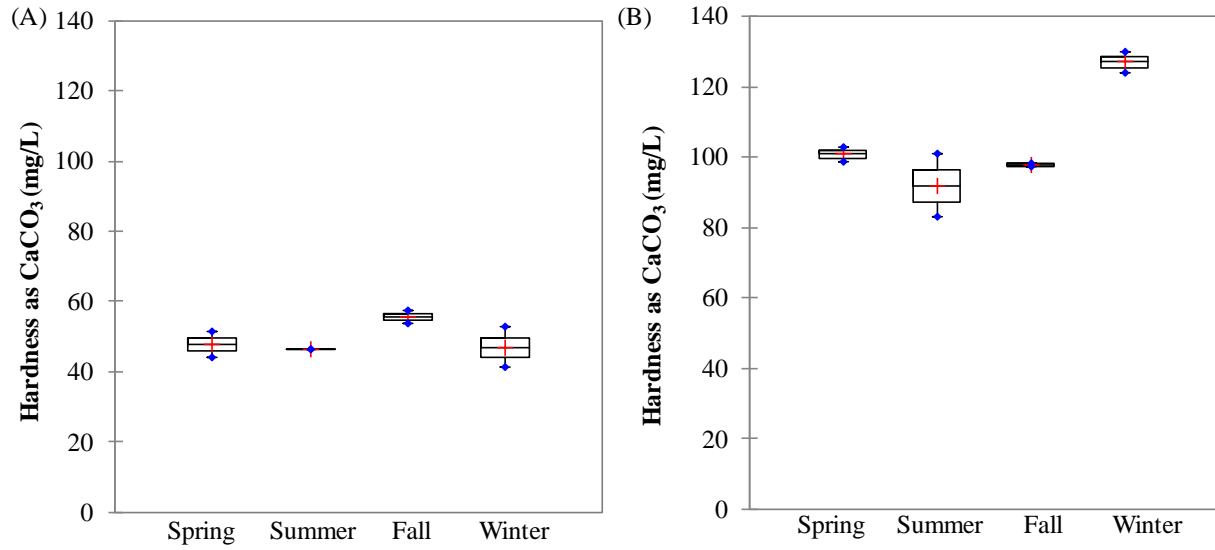 (A)
140
120
100
80
60
40
20
0
Hardness as CaCO₃ (mg/L)
Spring Summer Fall Winter
(B)
140
120
100
80
60
40
20
0
Hardness as CaCO₃ (mg/L)
Spring Summer Fall Winter